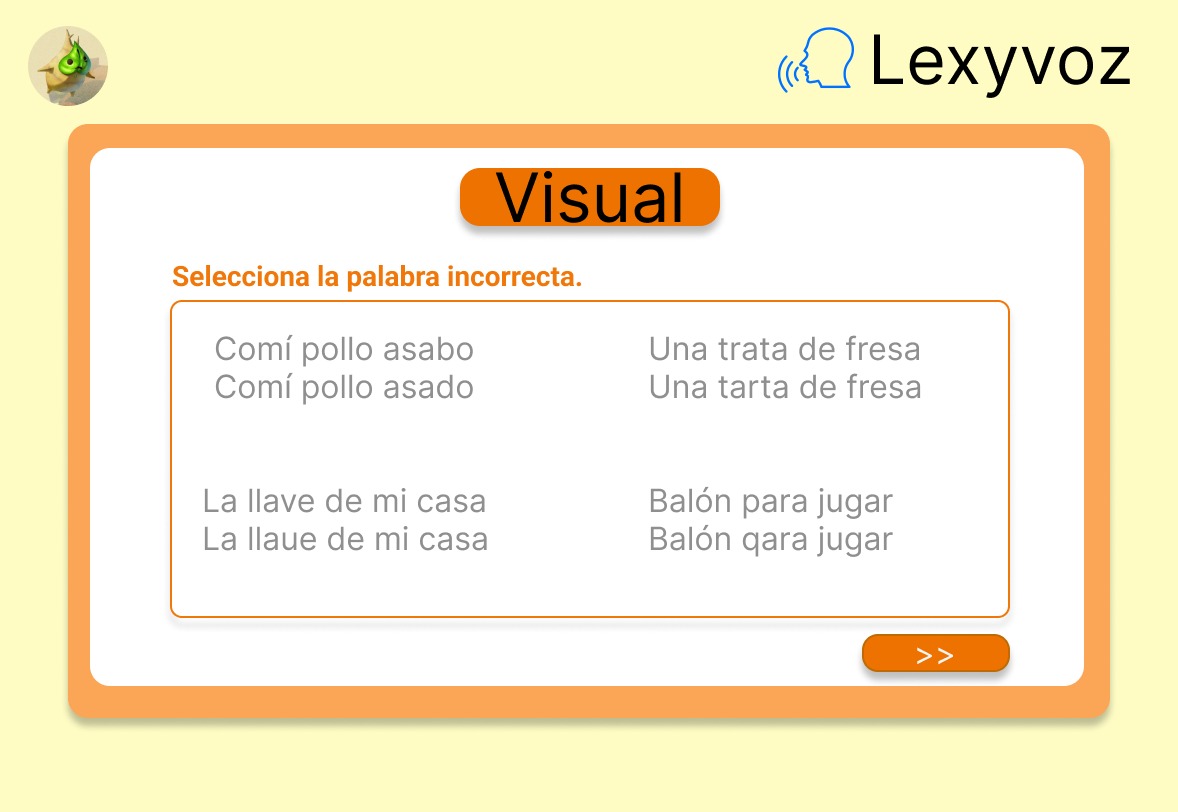 Lexyvoz
Visual
Selecciona la palabra incorrecta.
Comí pollo asabo
Comí pollo asado
Una trata de fresa
Una tarta de fresa
La llave de mi casa
La llaue de mi casa
Balón para jugar
Balón qara jugar
>>